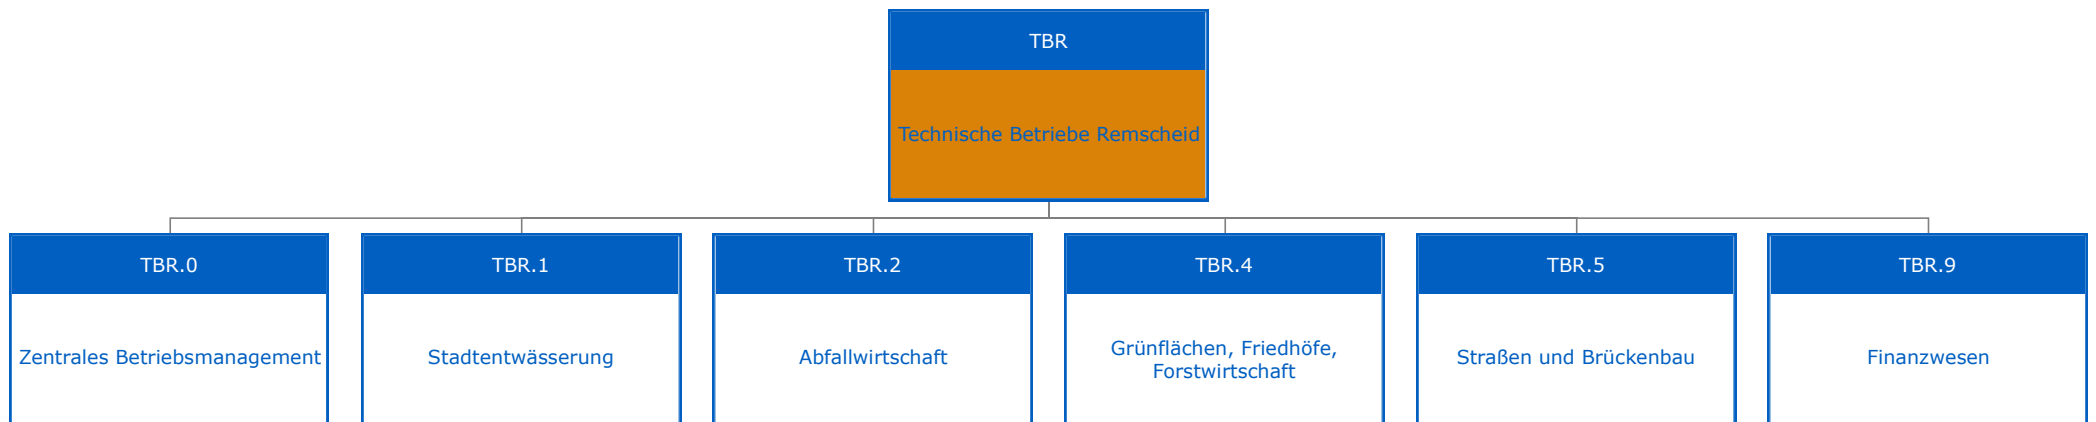 TBR
Technische Betriebe Remscheid
TBR.0
Zentrales Betriebsmanagement
TBR.1
Stadtentwässerung
TBR.2
Abfallwirtschaft
TBR.4
Grünflächen, Friedhöfe,
Forstwirtschaft
TBR.5
Straßen und Brückenbau
TBR.9
Finanzwesen